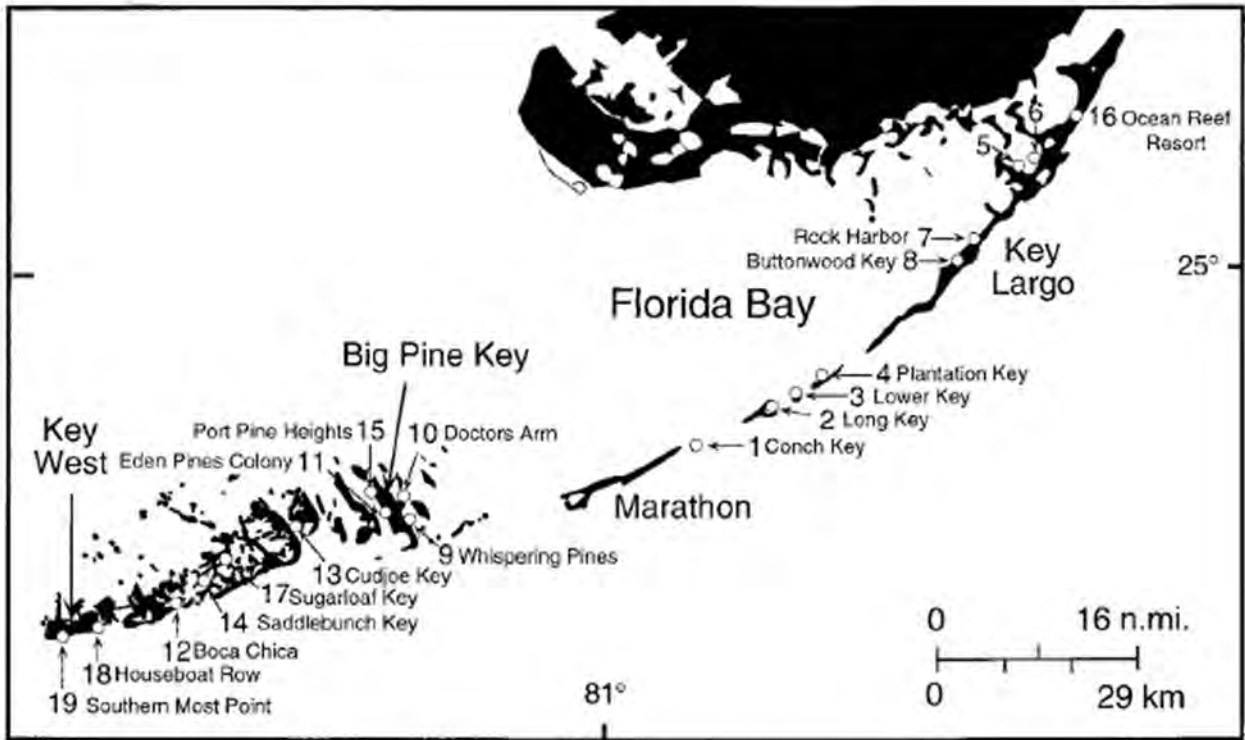 6
16 Ocean Reef
Resort
5
Rock Harbor 7
Buttonwood Key 8
Key
Largo
25°
Florida Bay
Big Pine Key
4 Plantation Key
3 Lower Key
2 Long Key
1 Conch Key
Key
West
Port Pine Heights 15
10 Doctors Arm
Eden Pines Colony 11
Marathon
9 Whispering Pines
13 Cudjoe Key
17 Sugarloaf Key
14 Saddlebunch Key
12 Boca Chica
18 Houseboat Row
19 Southern Most Point
81°
0 16 n.mi.
0 29 km